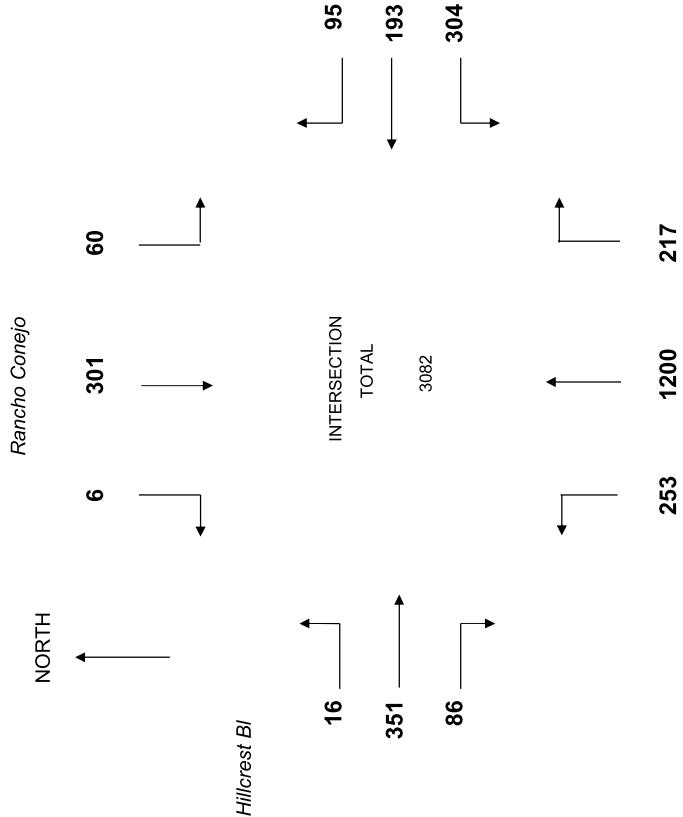 Rancho Conejo
NORTH
Hillcrest Bl
6
301
60
95
193
304
16
351
86
INTERSECTION
TOTAL
3082
253
1200
217